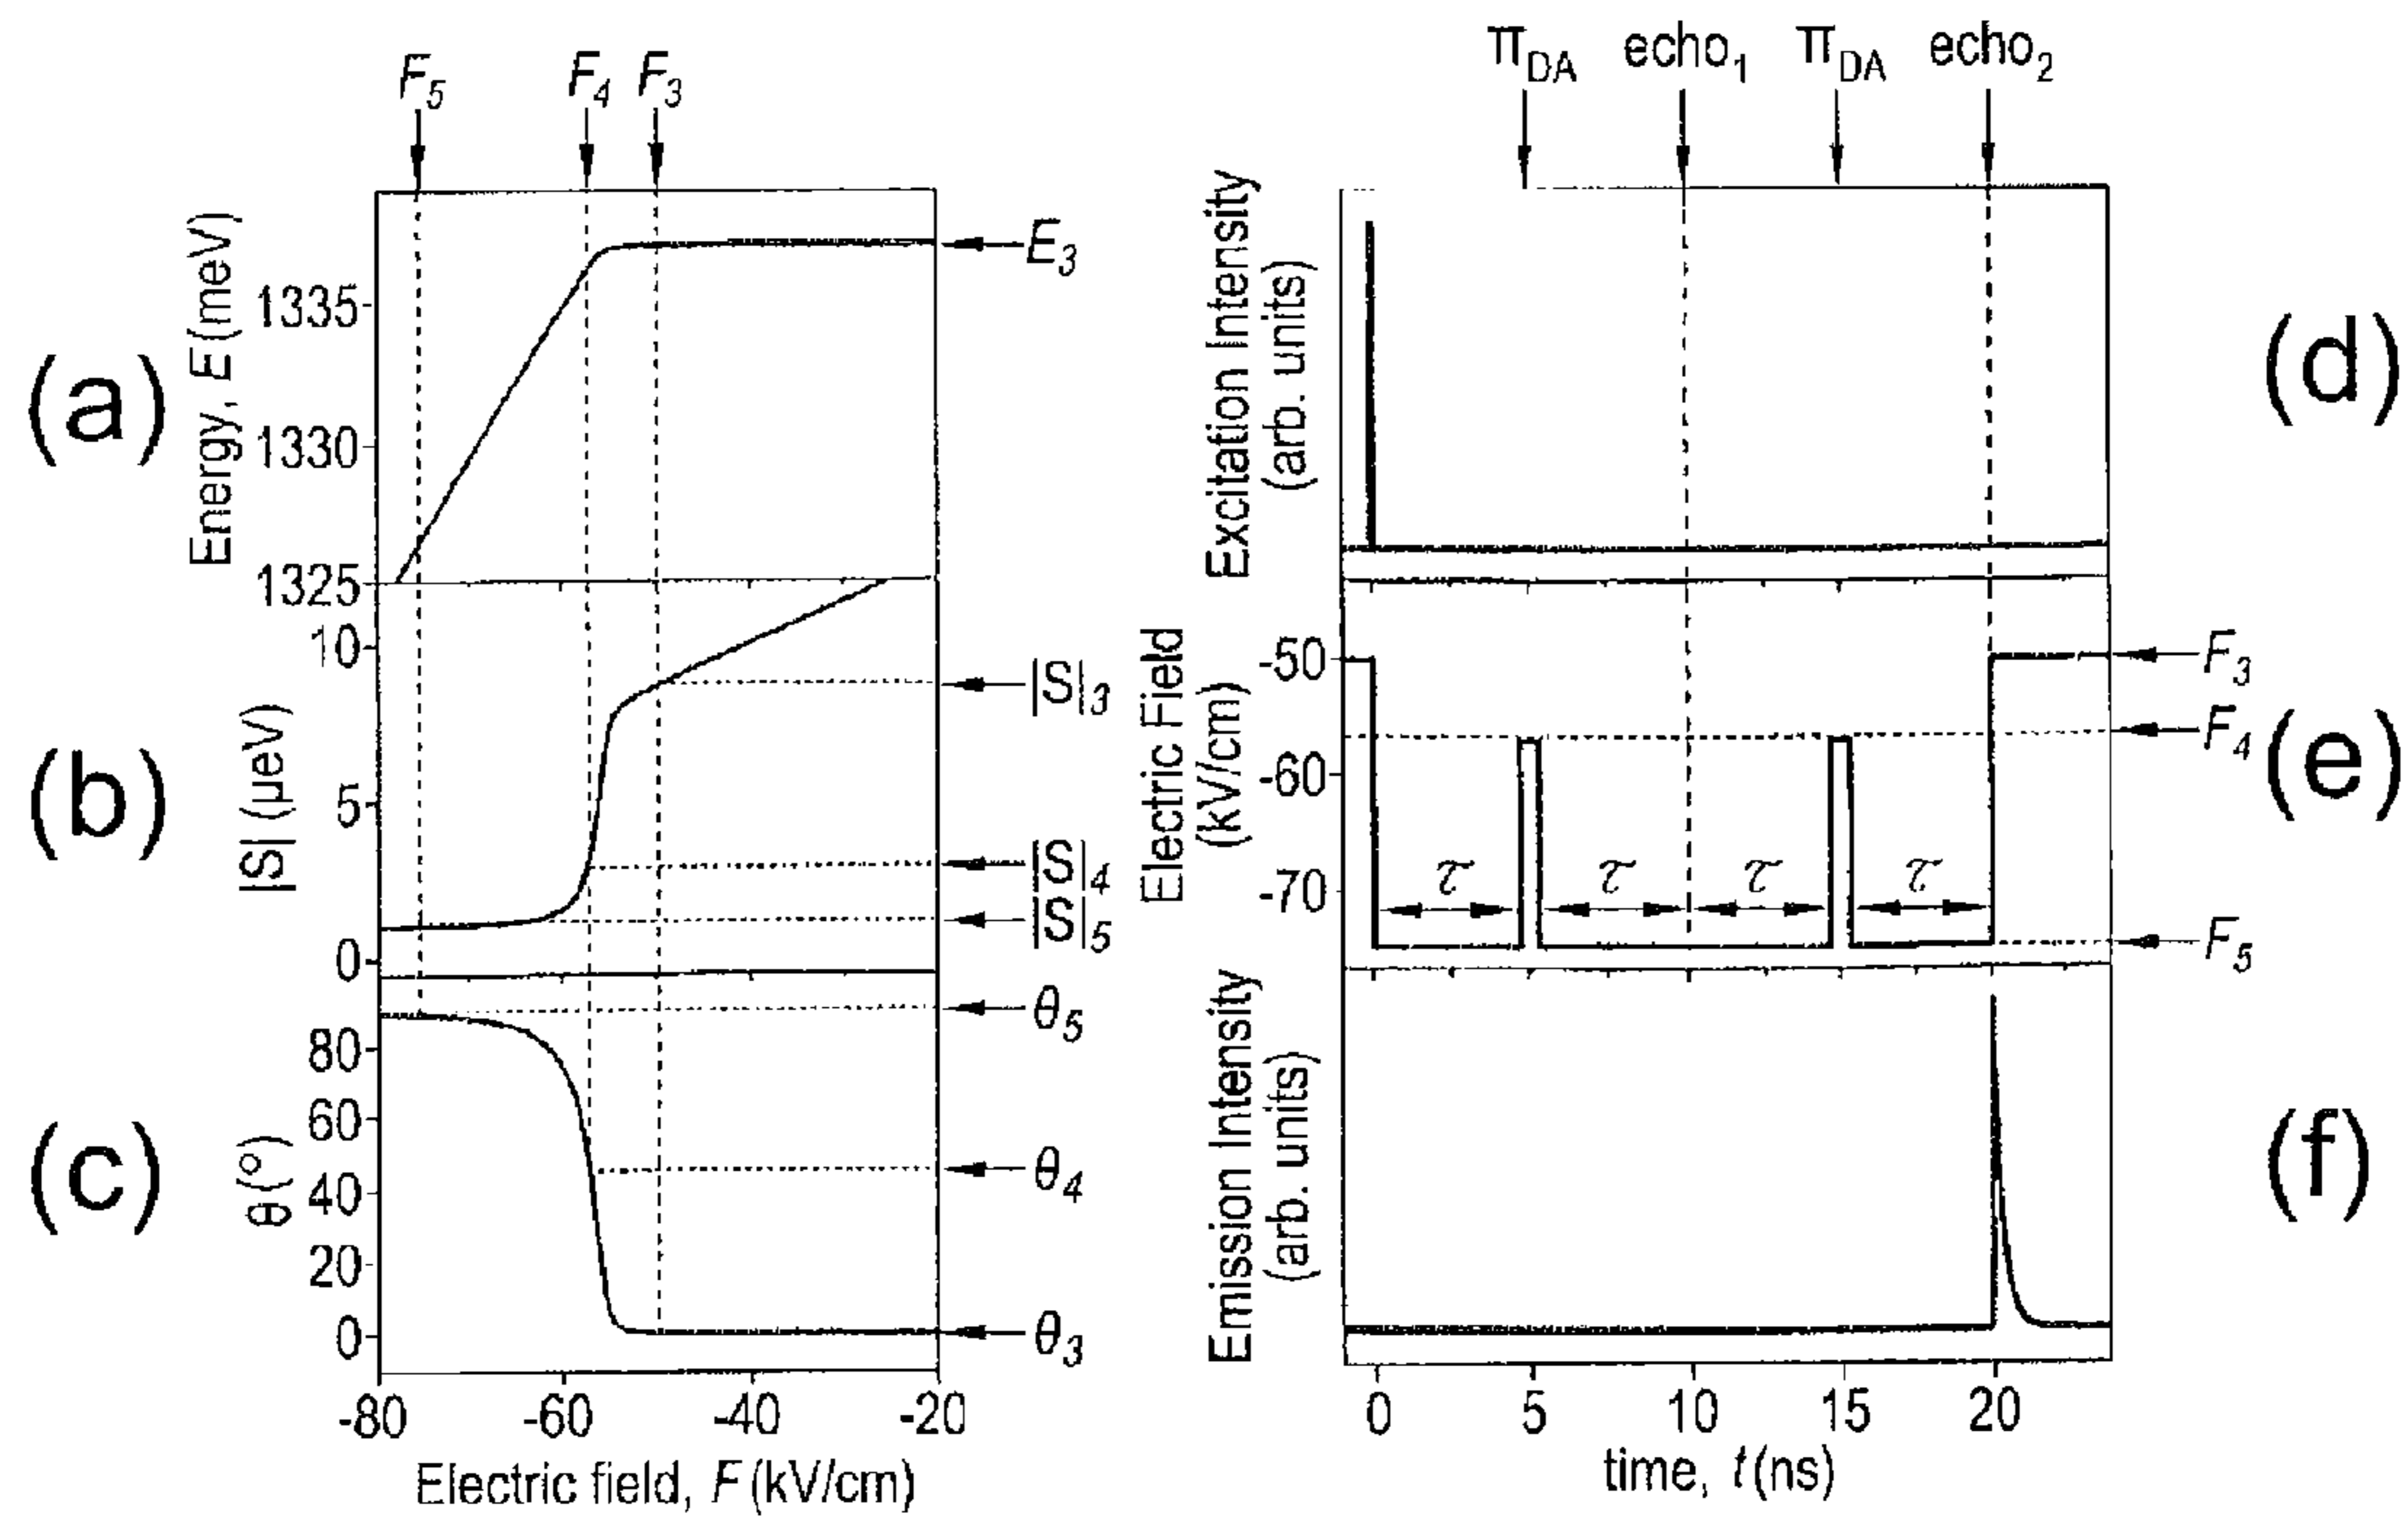 F5 F4 F3
(a)
Energy, E (meV)
1335
1330
1325
E3
(b)
|S| (μeV)
10
5
0
|S|3
|S|4
|S|5
(c)
θ(°)
80
60
40
20
0
θ5
θ4
θ3
-80 -60 -40 -20
Electric field, F (kV/cm)
πDA echo1 πDA echo2
Excitation Intensity
(arb. units)
(d)
Electric Field
(kV/cm)
-50
-60
-70
τ τ τ τ
F3
F4
F5
(e)
Emission Intensity
(arb. units)
(f)
0 5 10 15 20
time, t (ns)